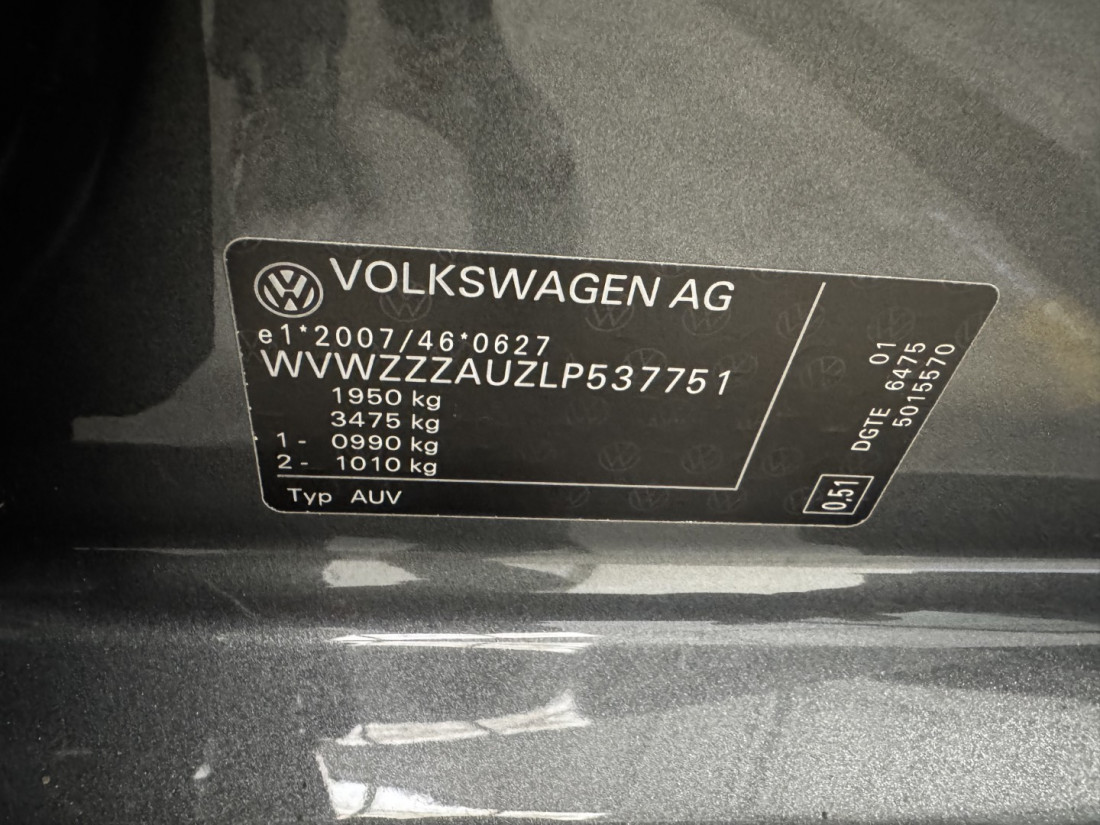 VOLKSWAGEN AG
e1*2007/46*0627
WVWZZZAUZLP537751
1950 kg
3475 kg
1- 0990 kg
2- 1010 kg
Typ AUV
01
DGTE 6475
5015570
0,51